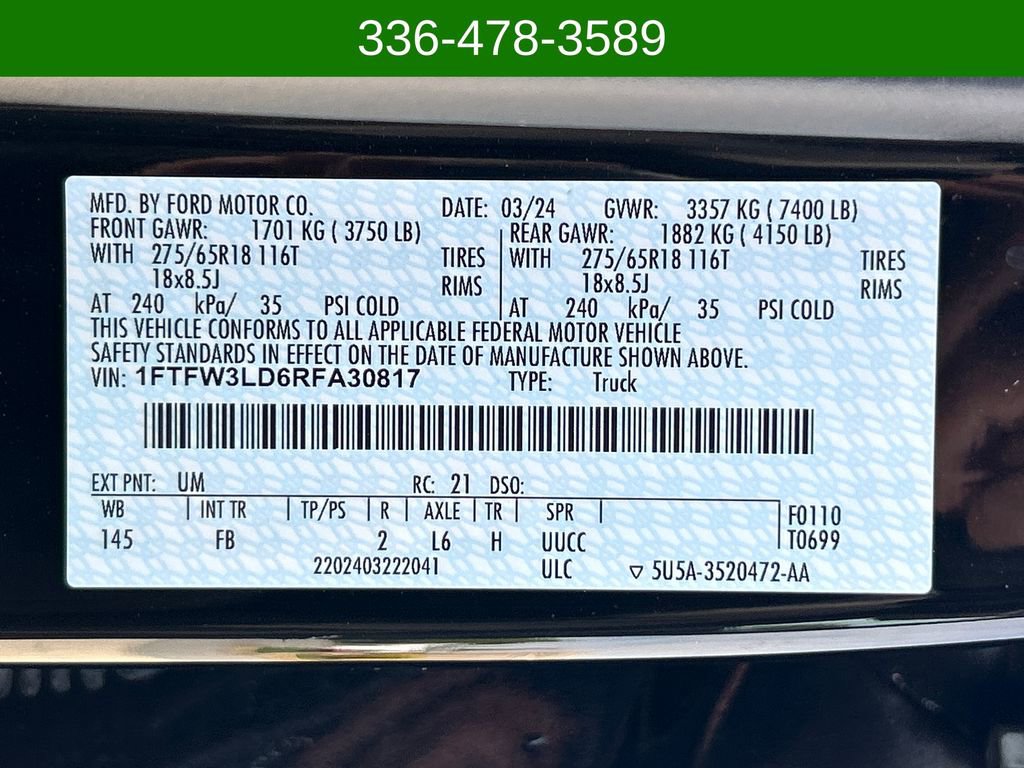 336-478-3589
MFD. BY FORD MOTOR CO. DATE: 03/24 GVWR: 3357 KG ( 7400 LB)
FRONT GAWR: 1701 KG ( 3750 LB) REAR GAWR: 1882 KG ( 4150 LB)
WITH 275/65R18 116T TIRES WITH 275/65R18 116T TIRES
18x8.5J RIMS 18x8.5J RIMS
AT 240 kPa/ 35 PSI COLD AT 240 kPa/ 35 PSI COLD
THIS VEHICLE CONFORMS TO ALL APPLICABLE FEDERAL MOTOR VEHICLE
SAFETY STANDARDS IN EFFECT ON THE DATE OF MANUFACTURE SHOWN ABOVE.
VIN: 1FTFW3LD6RFA30817 TYPE: Truck
EXT PNT: UM RC: 21 DSO:
WB INT TR TP/PS R AXLE TR SPR F0110
145 FB 2 L6 H UUCC T0699
2202403222041 ULC ▽ 5U5A-3520472-AA